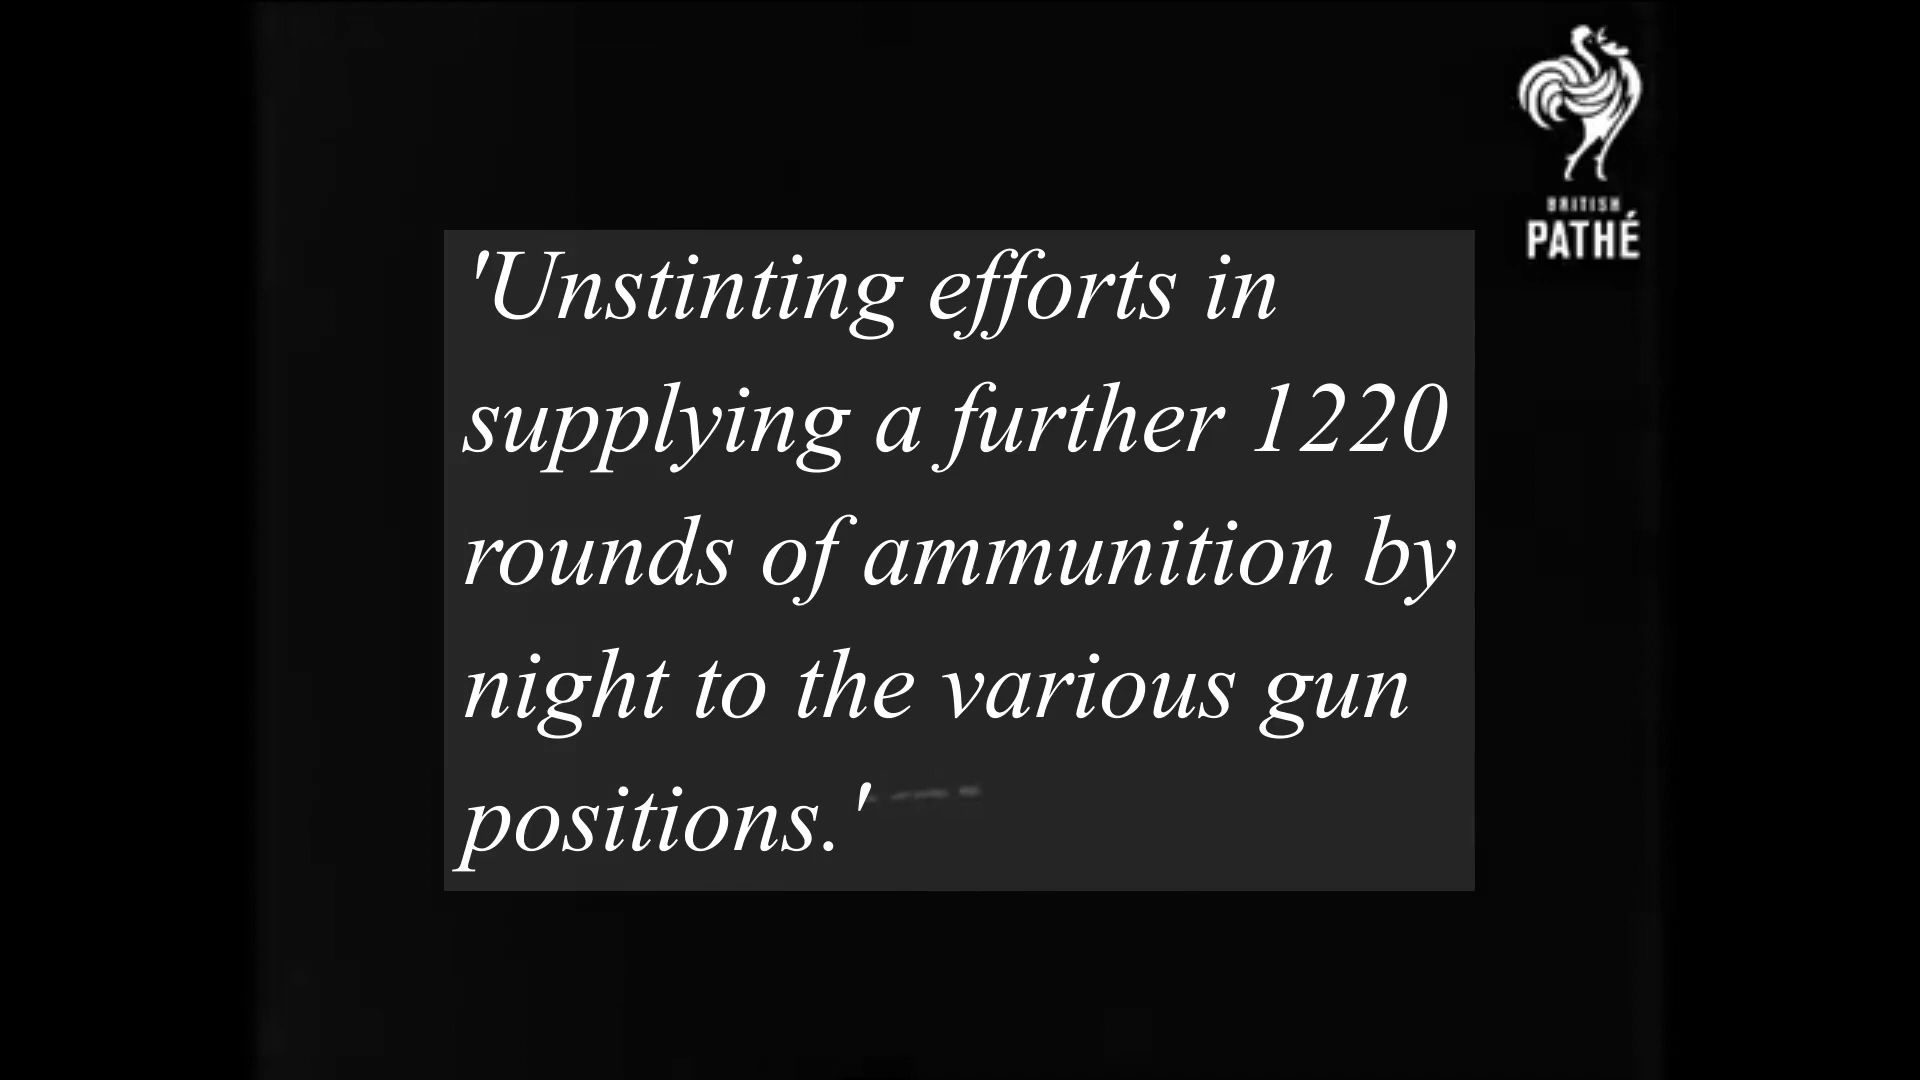 'Unstinting efforts in
supplying a further 1220
rounds of ammunition by
night to the various gun
positions.'
BRITISH
PATHÉ